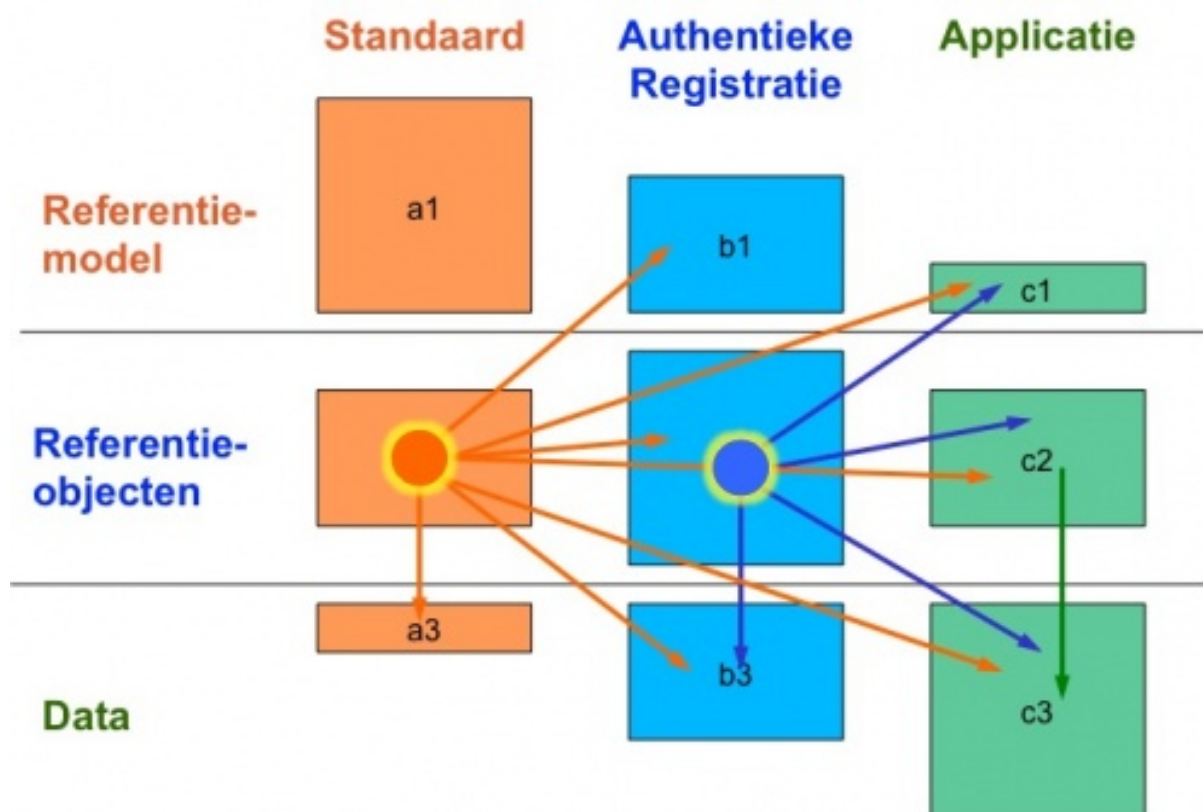 Standaard
Authentieke
Registratie
Applicatie
Referentie-
model
a1
b1
c1
Referentie-
objecten
c2
a3
b3
Data
c3